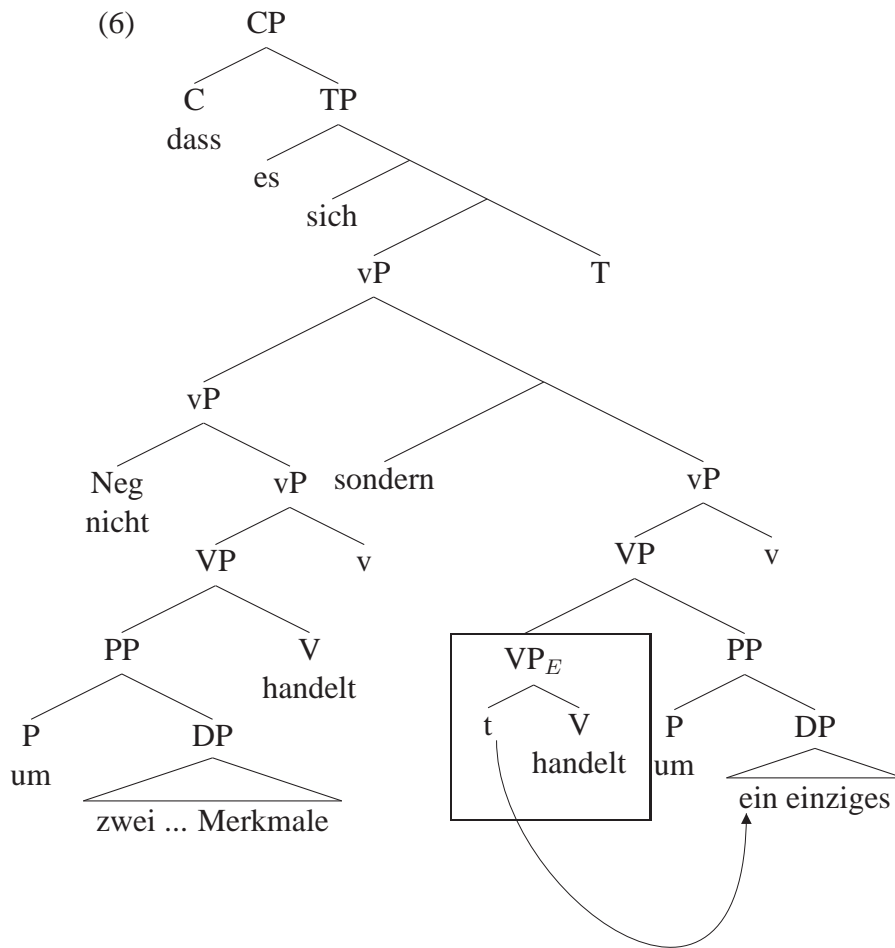 (6) CP
C TP
dass
es
sich
vP T
vP
Neg vP sondern vP
nicht
VP v VP v
PP V VP_E PP
handelt
P DP t V P DP
um handelt um
zwei ... Merkmale ein einziges